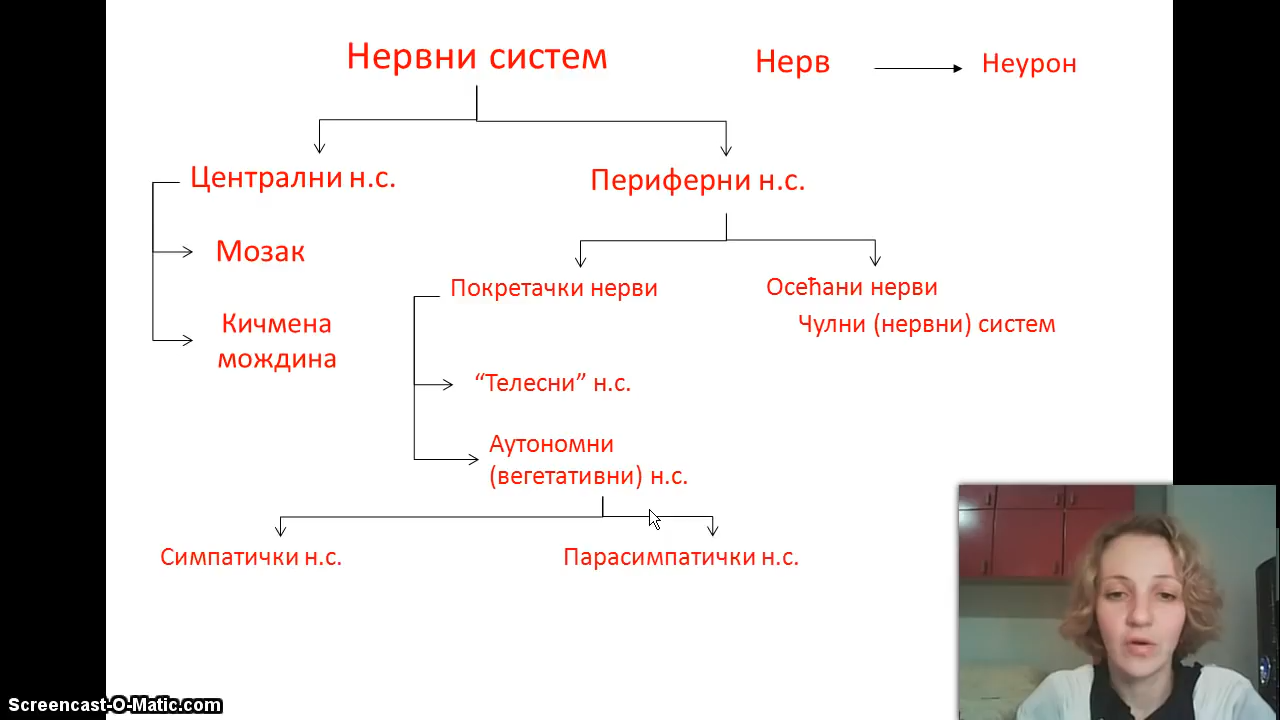 Нервни систем
Нерв
Неурон
Централни н.с.
Периферни н.с.
Мозак
Кичмена
мождина
Покретачки нерви
Осећани нерви
Чулни (нервни) систем
“Телесни” н.с.
Аутономни
(вегетативни) н.с.
Симпатички н.с.
Парасимпатички н.с.
Screencast-O-Matic.com